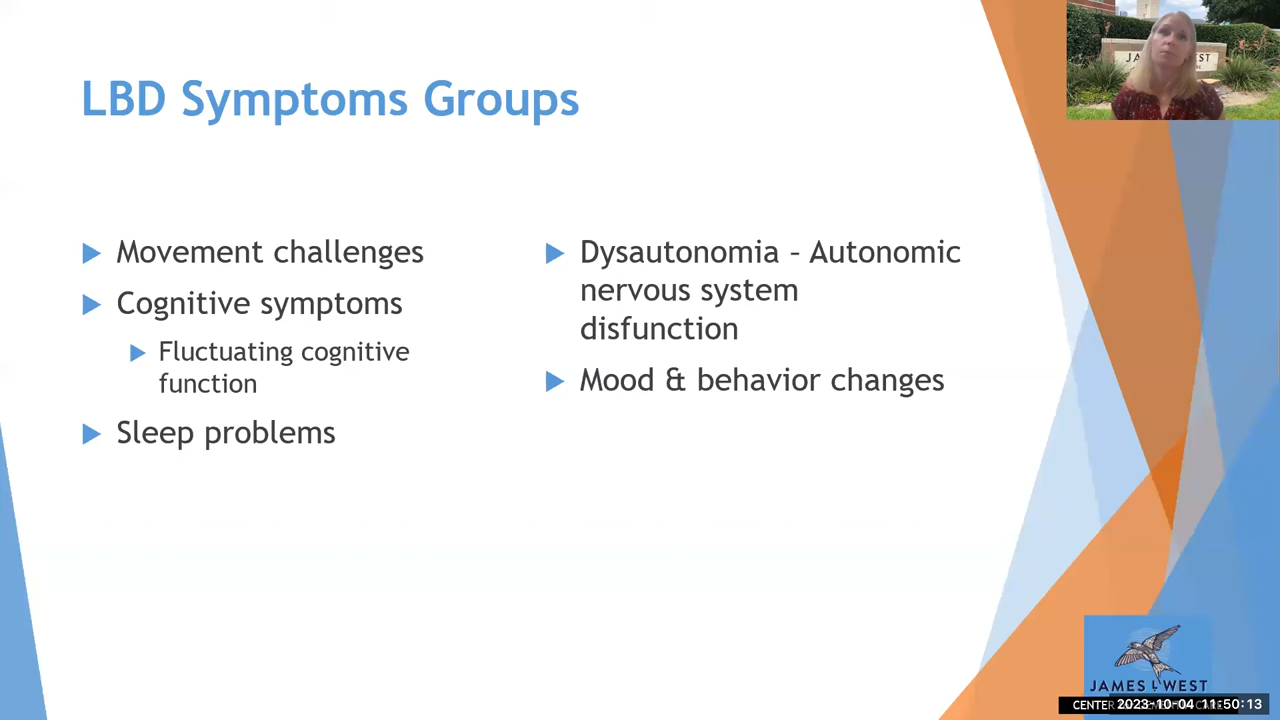 LBD Symptoms Groups
Movement challenges
Cognitive symptoms
Fluctuating cognitive
function
Sleep problems
Dysautonomia – Autonomic
nervous system
disfunction
Mood & behavior changes
JAMES L WEST
CENTER
2023-10-04 11:50:13